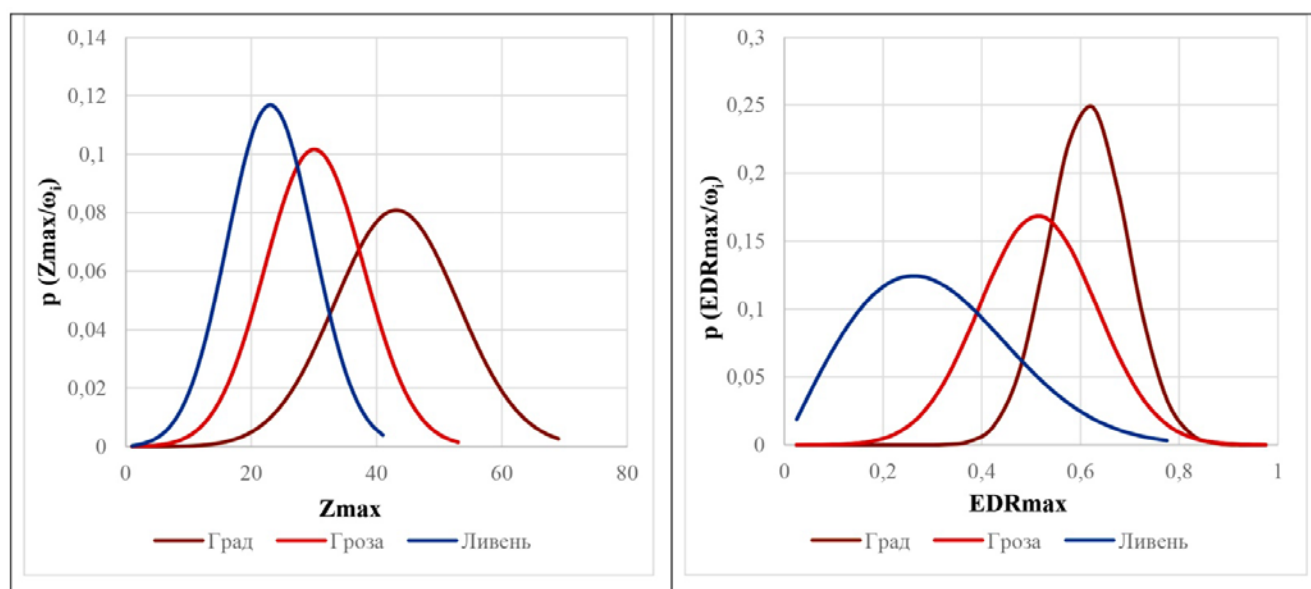 0,14
0,12
0,1
0,08
0,06
0,04
0,02
0
p (Zmax/ωi)
0 20 40 60 80
Zmax
Град Гроза Ливень
0,3
0,25
0,2
0,15
0,1
0,05
0
p (EDRmax/ωi)
0 0,2 0,4 0,6 0,8 1
EDRmax
Град Гроза Ливень